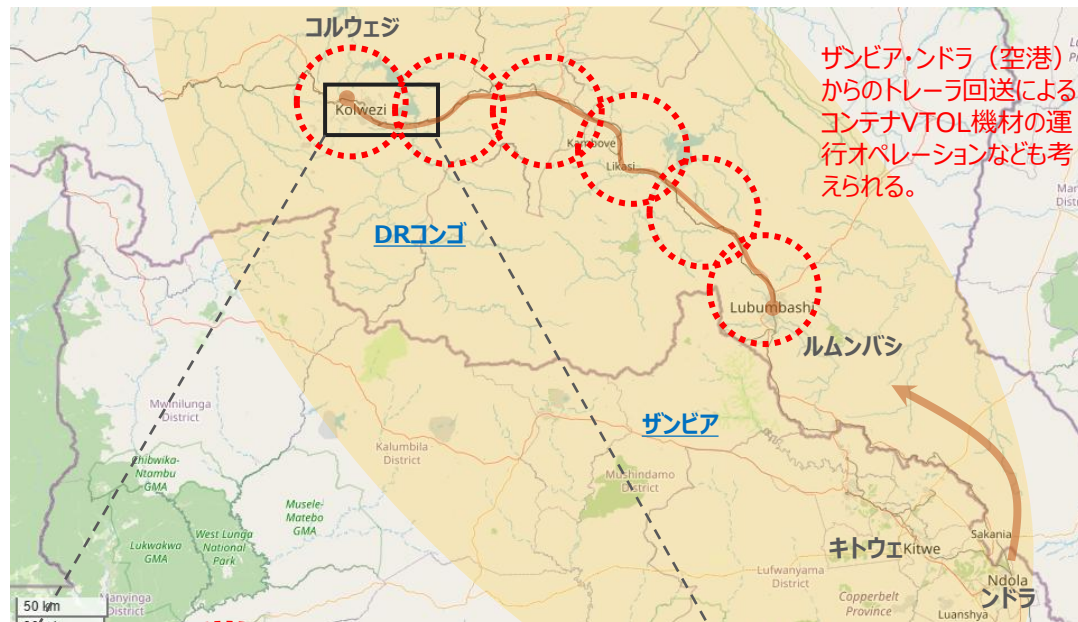 コルウェジ
ザンビア・ンドラ（空港）
からのトレーラ回送による
コンテナVTOL機材の運
行オペレーションなども考
えられる。
Kolwezi
Kambove
Likasi
DRコンゴ
Lubumbashi
ルムンバシ
Mwinilunga
District
ザンビア
Kalumbila
District
Chibwika-
Ntambu
GMA
Mushindamo
District
Musele-
Matebo
GMA
West Lunga
National
Park
Lukwakwa
GMA
キトウェ
Kitwe
Sakania
Lufwanyama
District
Ndola
ンドラ
Copperbelt
Province
Luanshya
Manyinga
District
50 km